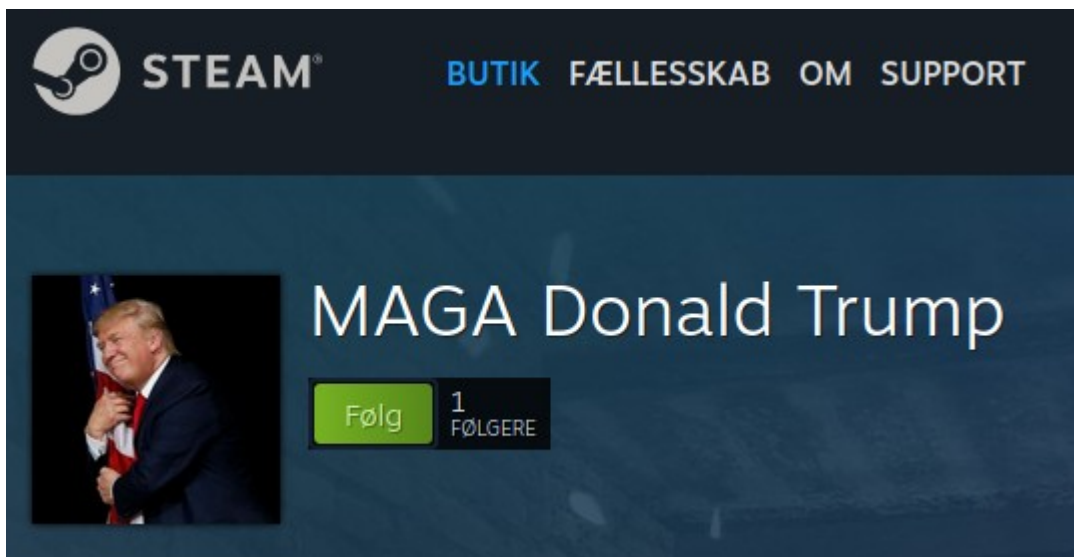 STEAM®
BUTIK FÆLLESSKAB OM SUPPORT
MAGA Donald Trump
Følg
1
FØLGERE